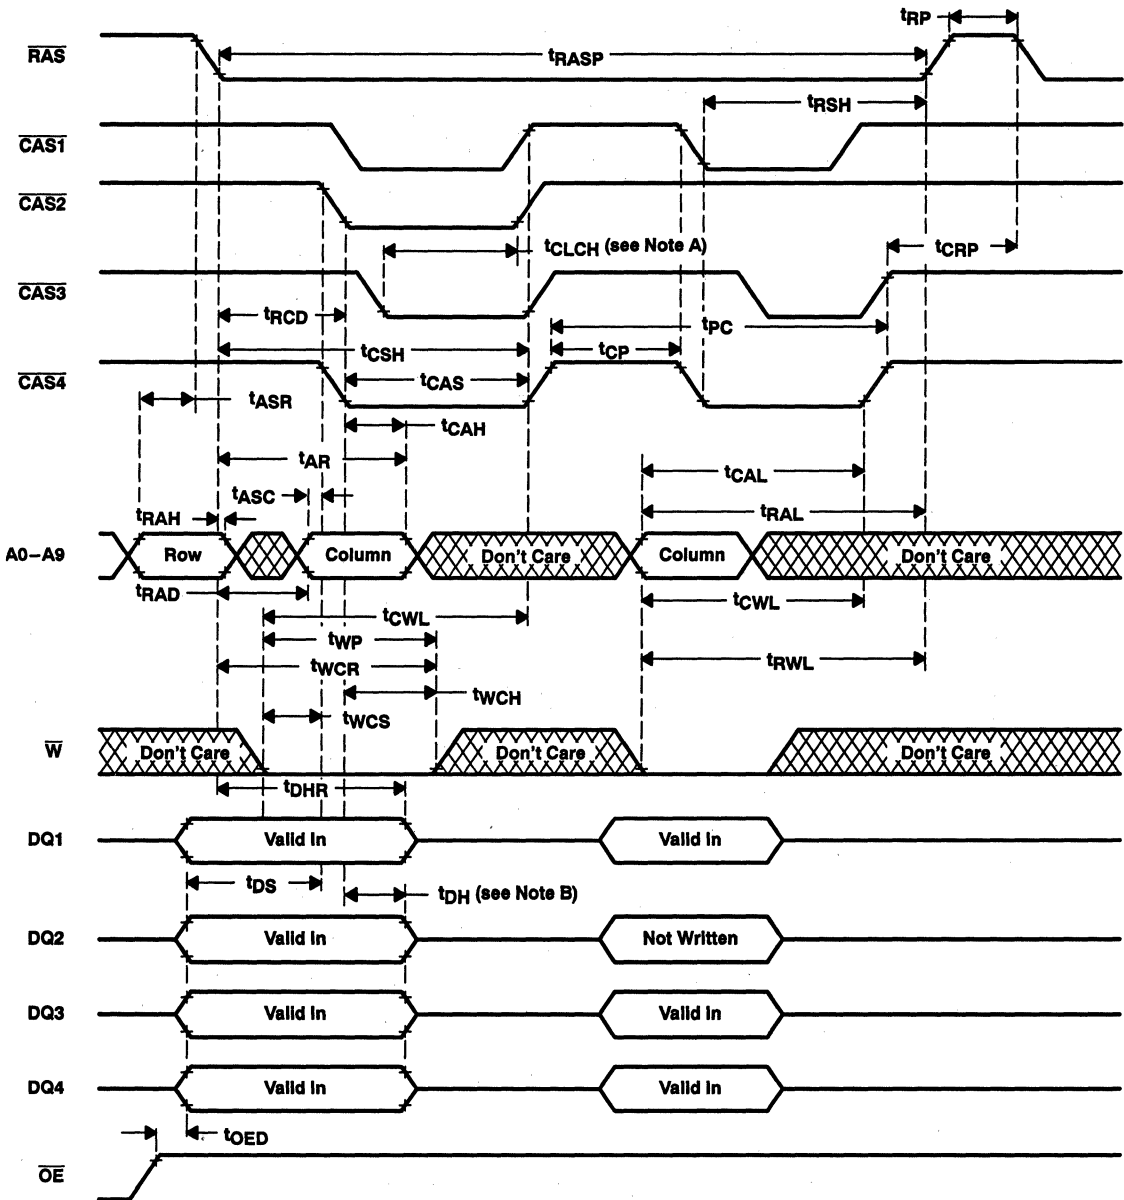 tRP
RAS
tRASP
tRSH
CAS1
CAS2
tCLCH (see Note A)
tCRP
CAS3
tRCD
tPC
tCSH
tCP
CAS4
tCAS
tASR
tCAH
tAR
tCAL
tASC
tRAH
tRAL
A0–A9
Row
Column
Don't Care
Column
Don't Care
tRAD
tCWL
tCWL
tWP
tWCR
tRWL
tWCH
tWCS
W
Don't Care
Don't Care
Don't Care
tDHR
DQ1
Valid In
Valid In
tDS
tDH (see Note B)
DQ2
Valid In
Not Written
DQ3
Valid In
Valid In
DQ4
Valid In
Valid In
tOED
OE